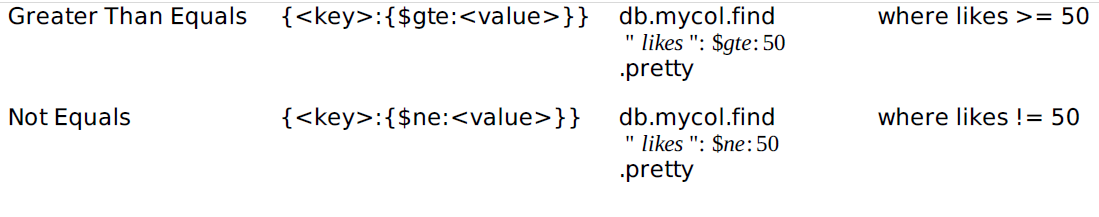 Greater Than Equals {<key>:{$gte:<value>}} db.mycol.find where likes >= 50
" likes ": $gte: 50
.pretty
Not Equals {<key>:{$ne:<value>}} db.mycol.find where likes != 50
" likes ": $ne: 50
.pretty